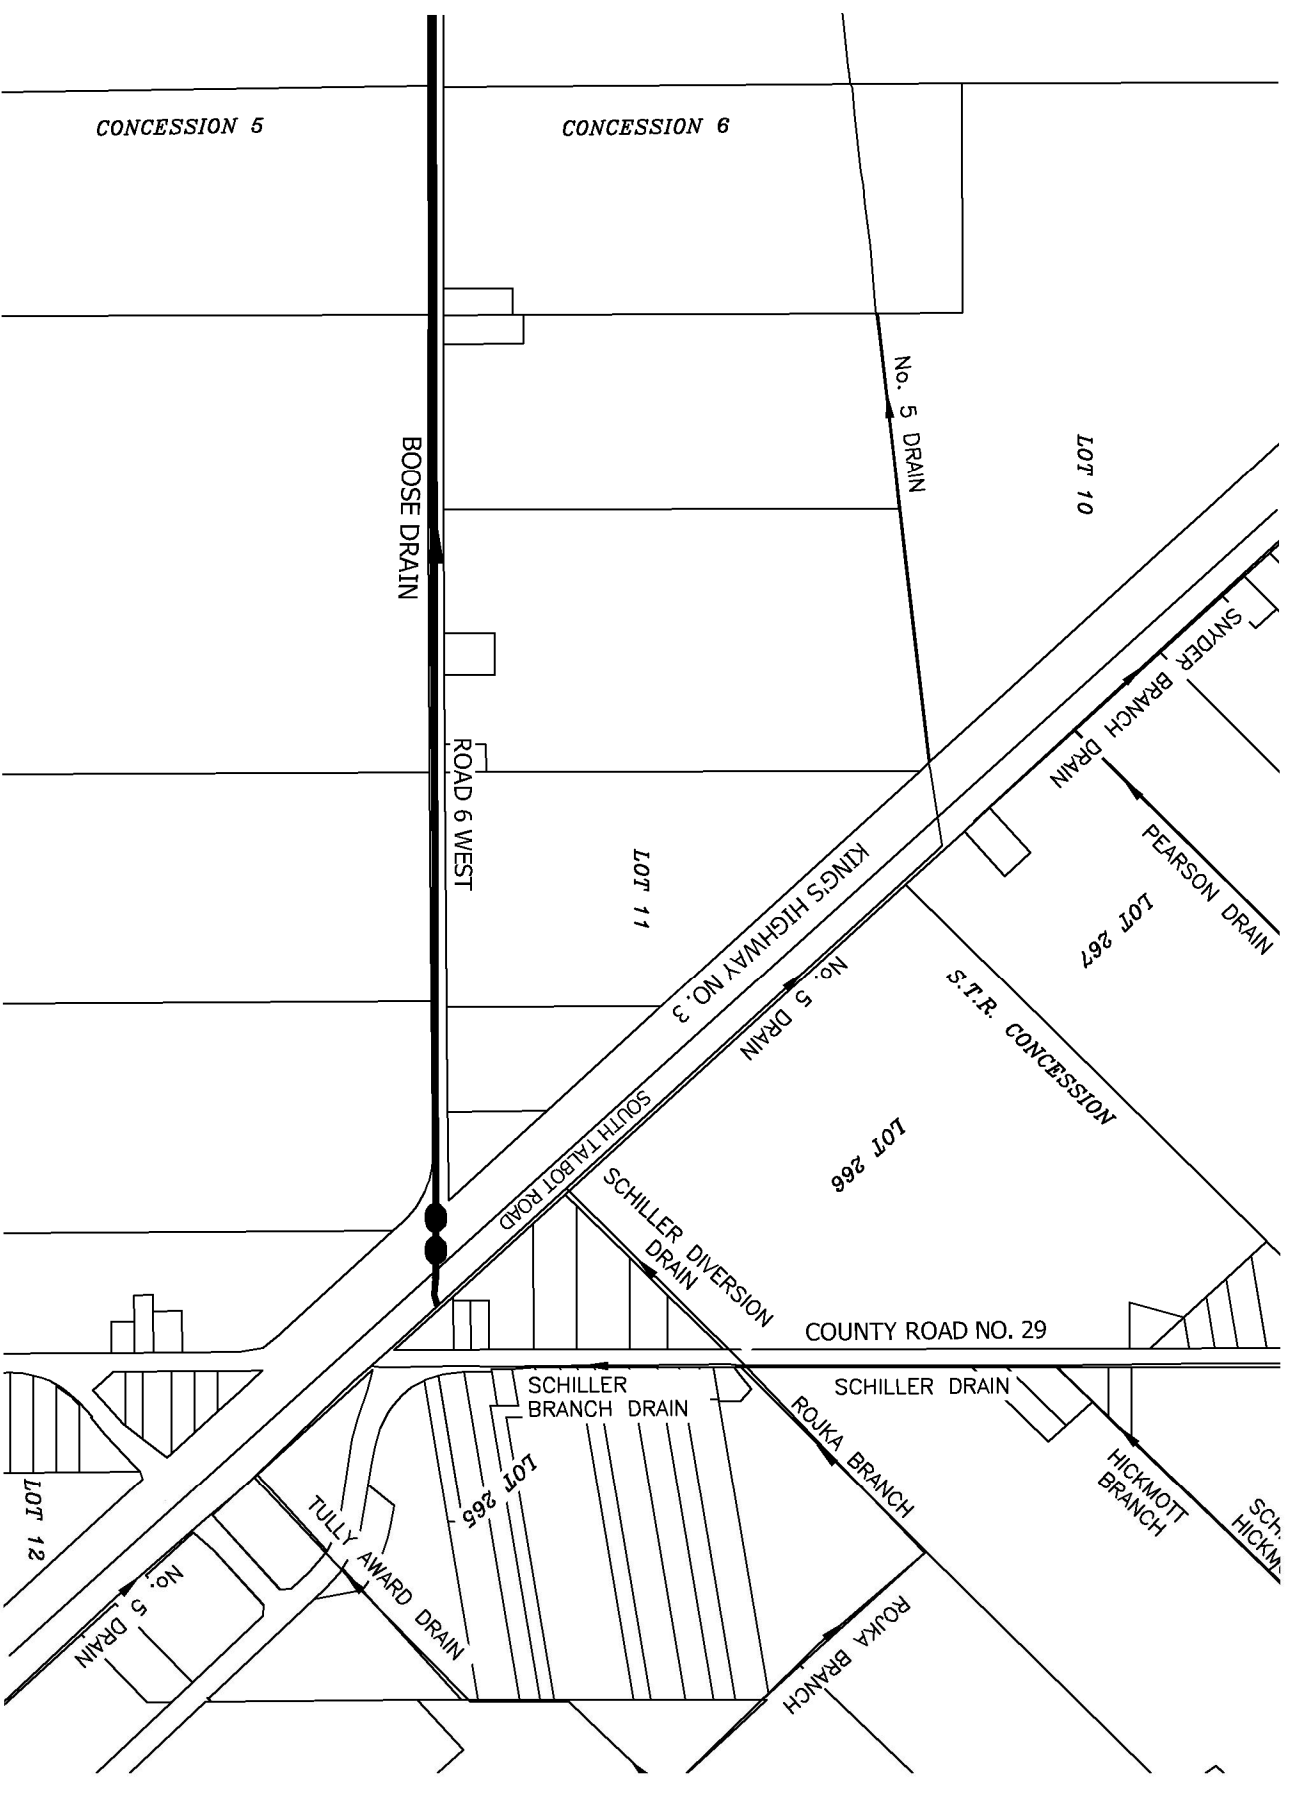 CONCESSION 5
CONCESSION 6
No. 5 DRAIN
LOT 10
BOOSE DRAIN
SNYDER BRANCH DRAIN
ROAD 6 WEST
LOT 11
KING'S HIGHWAY NO. 3
PEARSON DRAIN
LOT 267
No. 5
DRAIN
S.T.R. CONCESSION
SOUTH TALBOT ROAD
LOT 266
SCHILLER DIVERSION
DRAIN
COUNTY ROAD NO. 29
SCHILLER
BRANCH DRAIN
SCHILLER DRAIN
ROJKA BRANCH
LOT 265
HICKMOTT
BRANCH
SCH
HICKM
LOT 12
TULLY AWARD DRAIN
No. 5
DRAIN
ROJKA
BRANCH